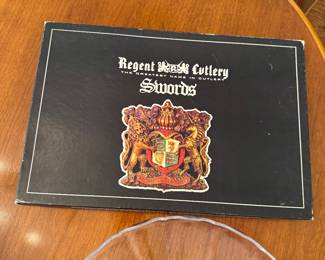 Regent Cutlery
THE GREATEST NAME IN CUTLERY
Swords